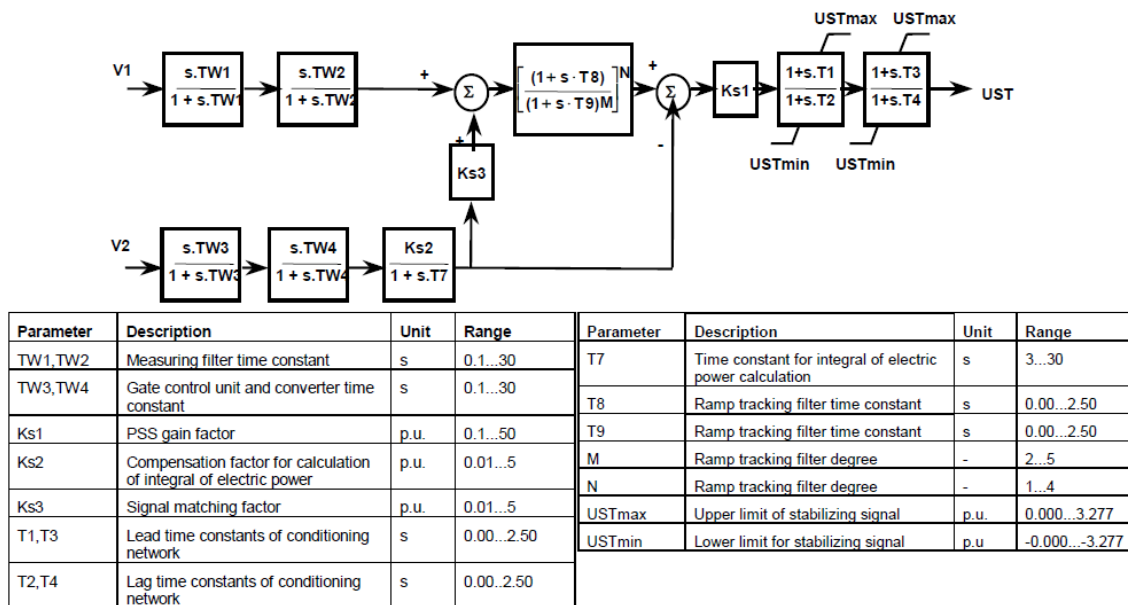 USTmax USTmax
V1
s.TW1
1 + s.TW1
s.TW2
1 + s.TW2
+
Σ
+
[(1 + s · T8)
(1 + s · T9)M]N
+
Σ
-
Ks1
1+s.T1
1+s.T2
1+s.T3
1+s.T4
UST
USTmin USTmin
Ks3
V2
s.TW3
1 + s.TW3
s.TW4
1 + s.TW4
Ks2
1 + s.T7
Parameter Description Unit Range
TW1,TW2 Measuring filter time constant s 0.1...30
TW3,TW4 Gate control unit and converter time
constant s 0.1...30
Ks1 PSS gain factor p.u. 0.1...50
Ks2 Compensation factor for calculation
of integral of electric power p.u. 0.01...5
Ks3 Signal matching factor p.u. 0.01...5
T1,T3 Lead time constants of conditioning
network s 0.00...2.50
T2,T4 Lag time constants of conditioning
network s 0.00..2.50
Parameter Description Unit Range
T7 Time constant for integral of electric
power calculation s 3...30
T8 Ramp tracking filter time constant s 0.00...2.50
T9 Ramp tracking filter time constant s 0.00...2.50
M Ramp tracking filter degree - 2...5
N Ramp tracking filter degree - 1...4
USTmax Upper limit of stabilizing signal p.u. 0.000...3.277
USTmin Lower limit for stabilizing signal p.u -0.000...-3.277